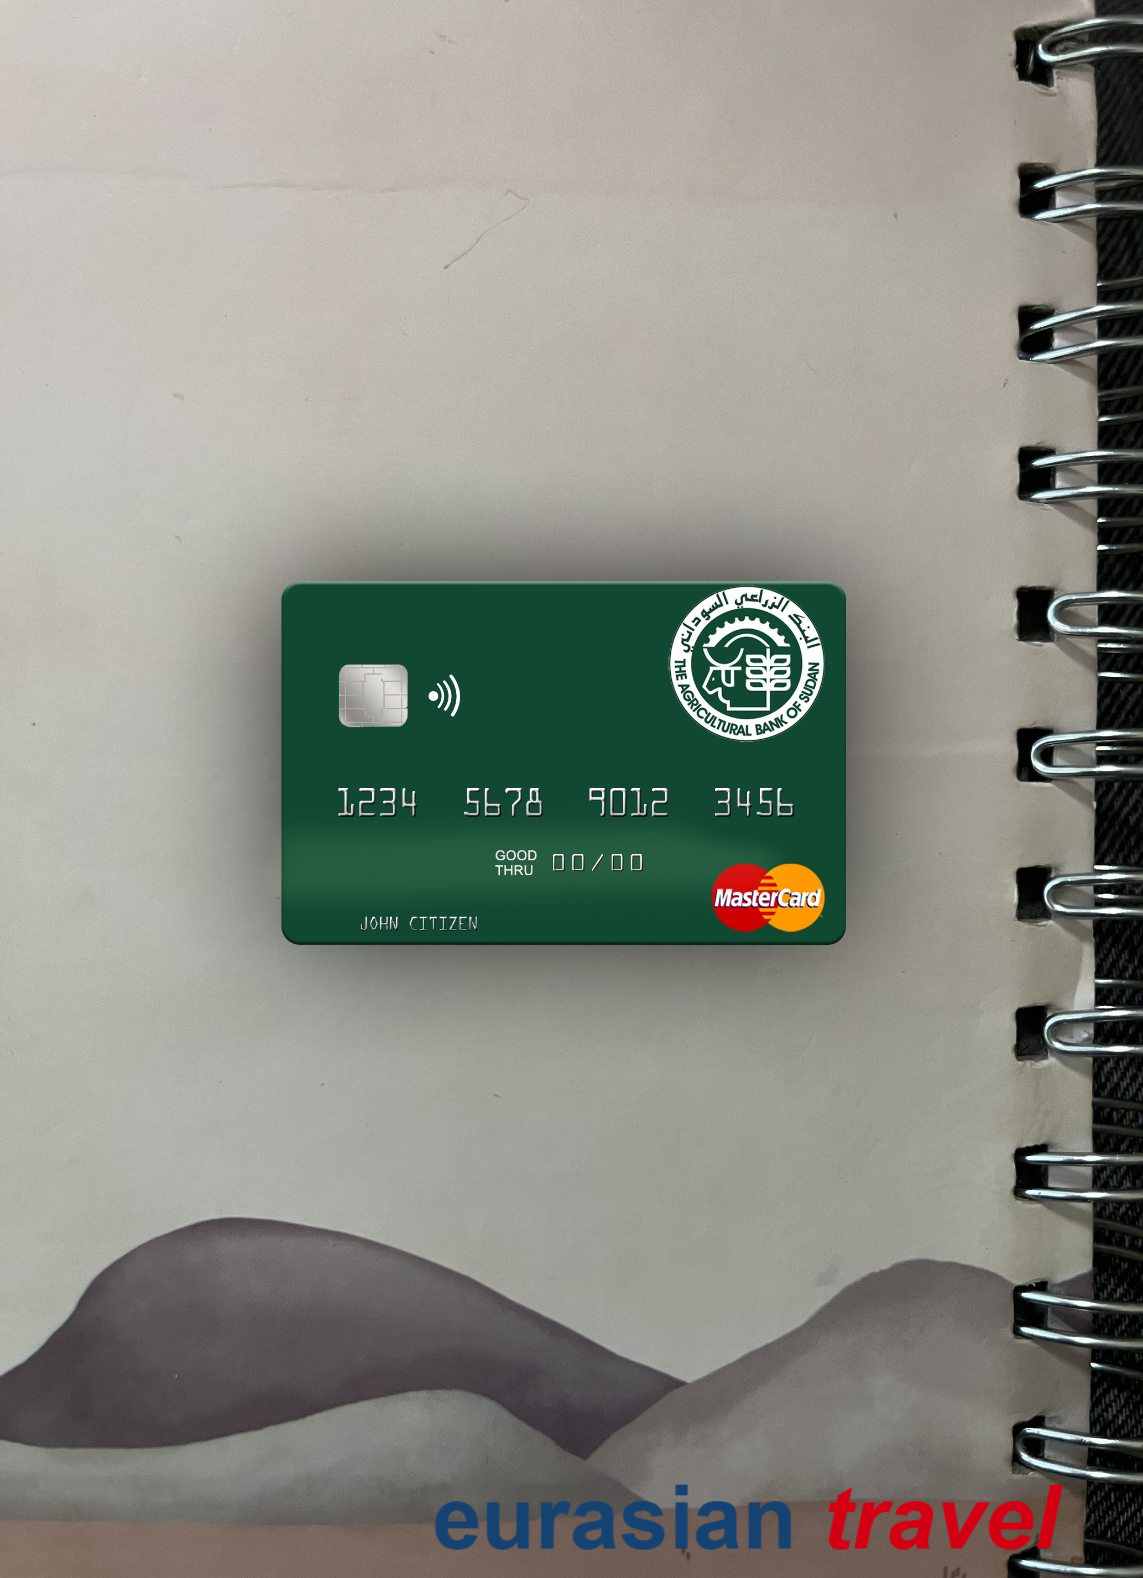 البنك الزراعي السوداني
THE AGRICULTURAL BANK OF SUDAN
1234 5678 9012 3456
GOOD THRU 00/00
MasterCard
JOHN CITIZEN
eurasian travel